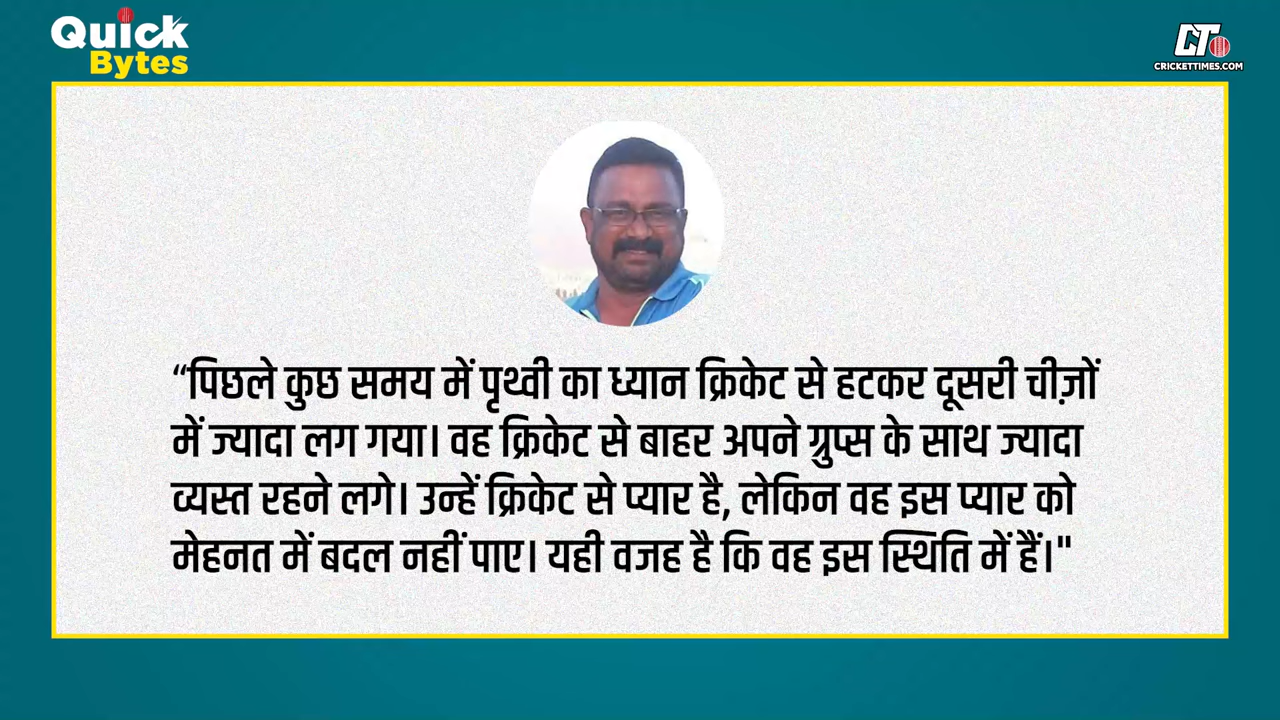 Quick
Bytes
CT
CRICKETTIMES.COM
“पिछले कुछ समय में पृथ्वी का ध्यान क्रिकेट से हटकर दूसरी चीज़ों
में ज्यादा लग गया। वह क्रिकेट से बाहर अपने ग्रुप्स के साथ ज्यादा
व्यस्त रहने लगे। उन्हें क्रिकेट से प्यार है, लेकिन वह इस प्यार को
मेहनत में बदल नहीं पाए। यही वजह है कि वह इस स्थिति में हैं।"